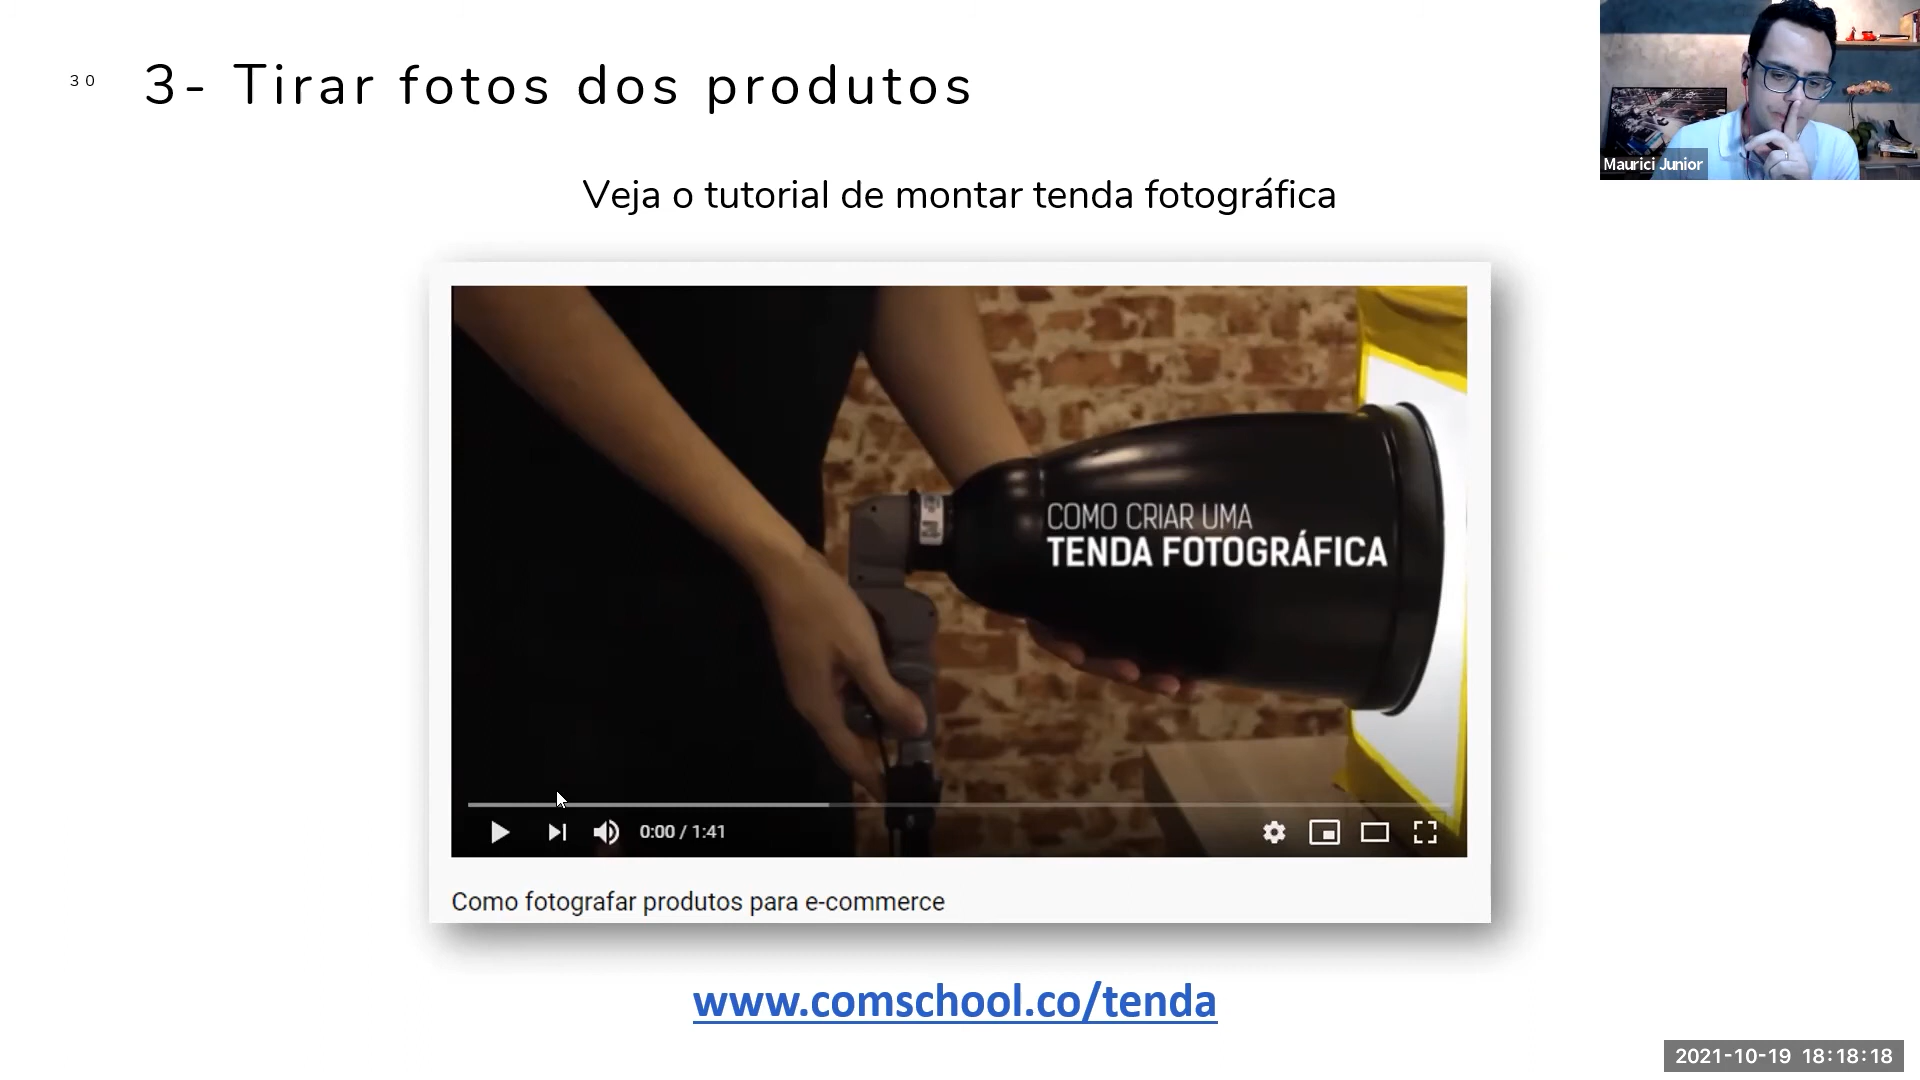 30
3- Tirar fotos dos produtos
Maurici Junior
Veja o tutorial de montar tenda fotográfica
COMO CRIAR UMA
TENDA FOTOGRÁFICA
0:00 / 1:41
Como fotografar produtos para e-commerce
www.comschool.co/tenda
2021-10-19 18:18:18